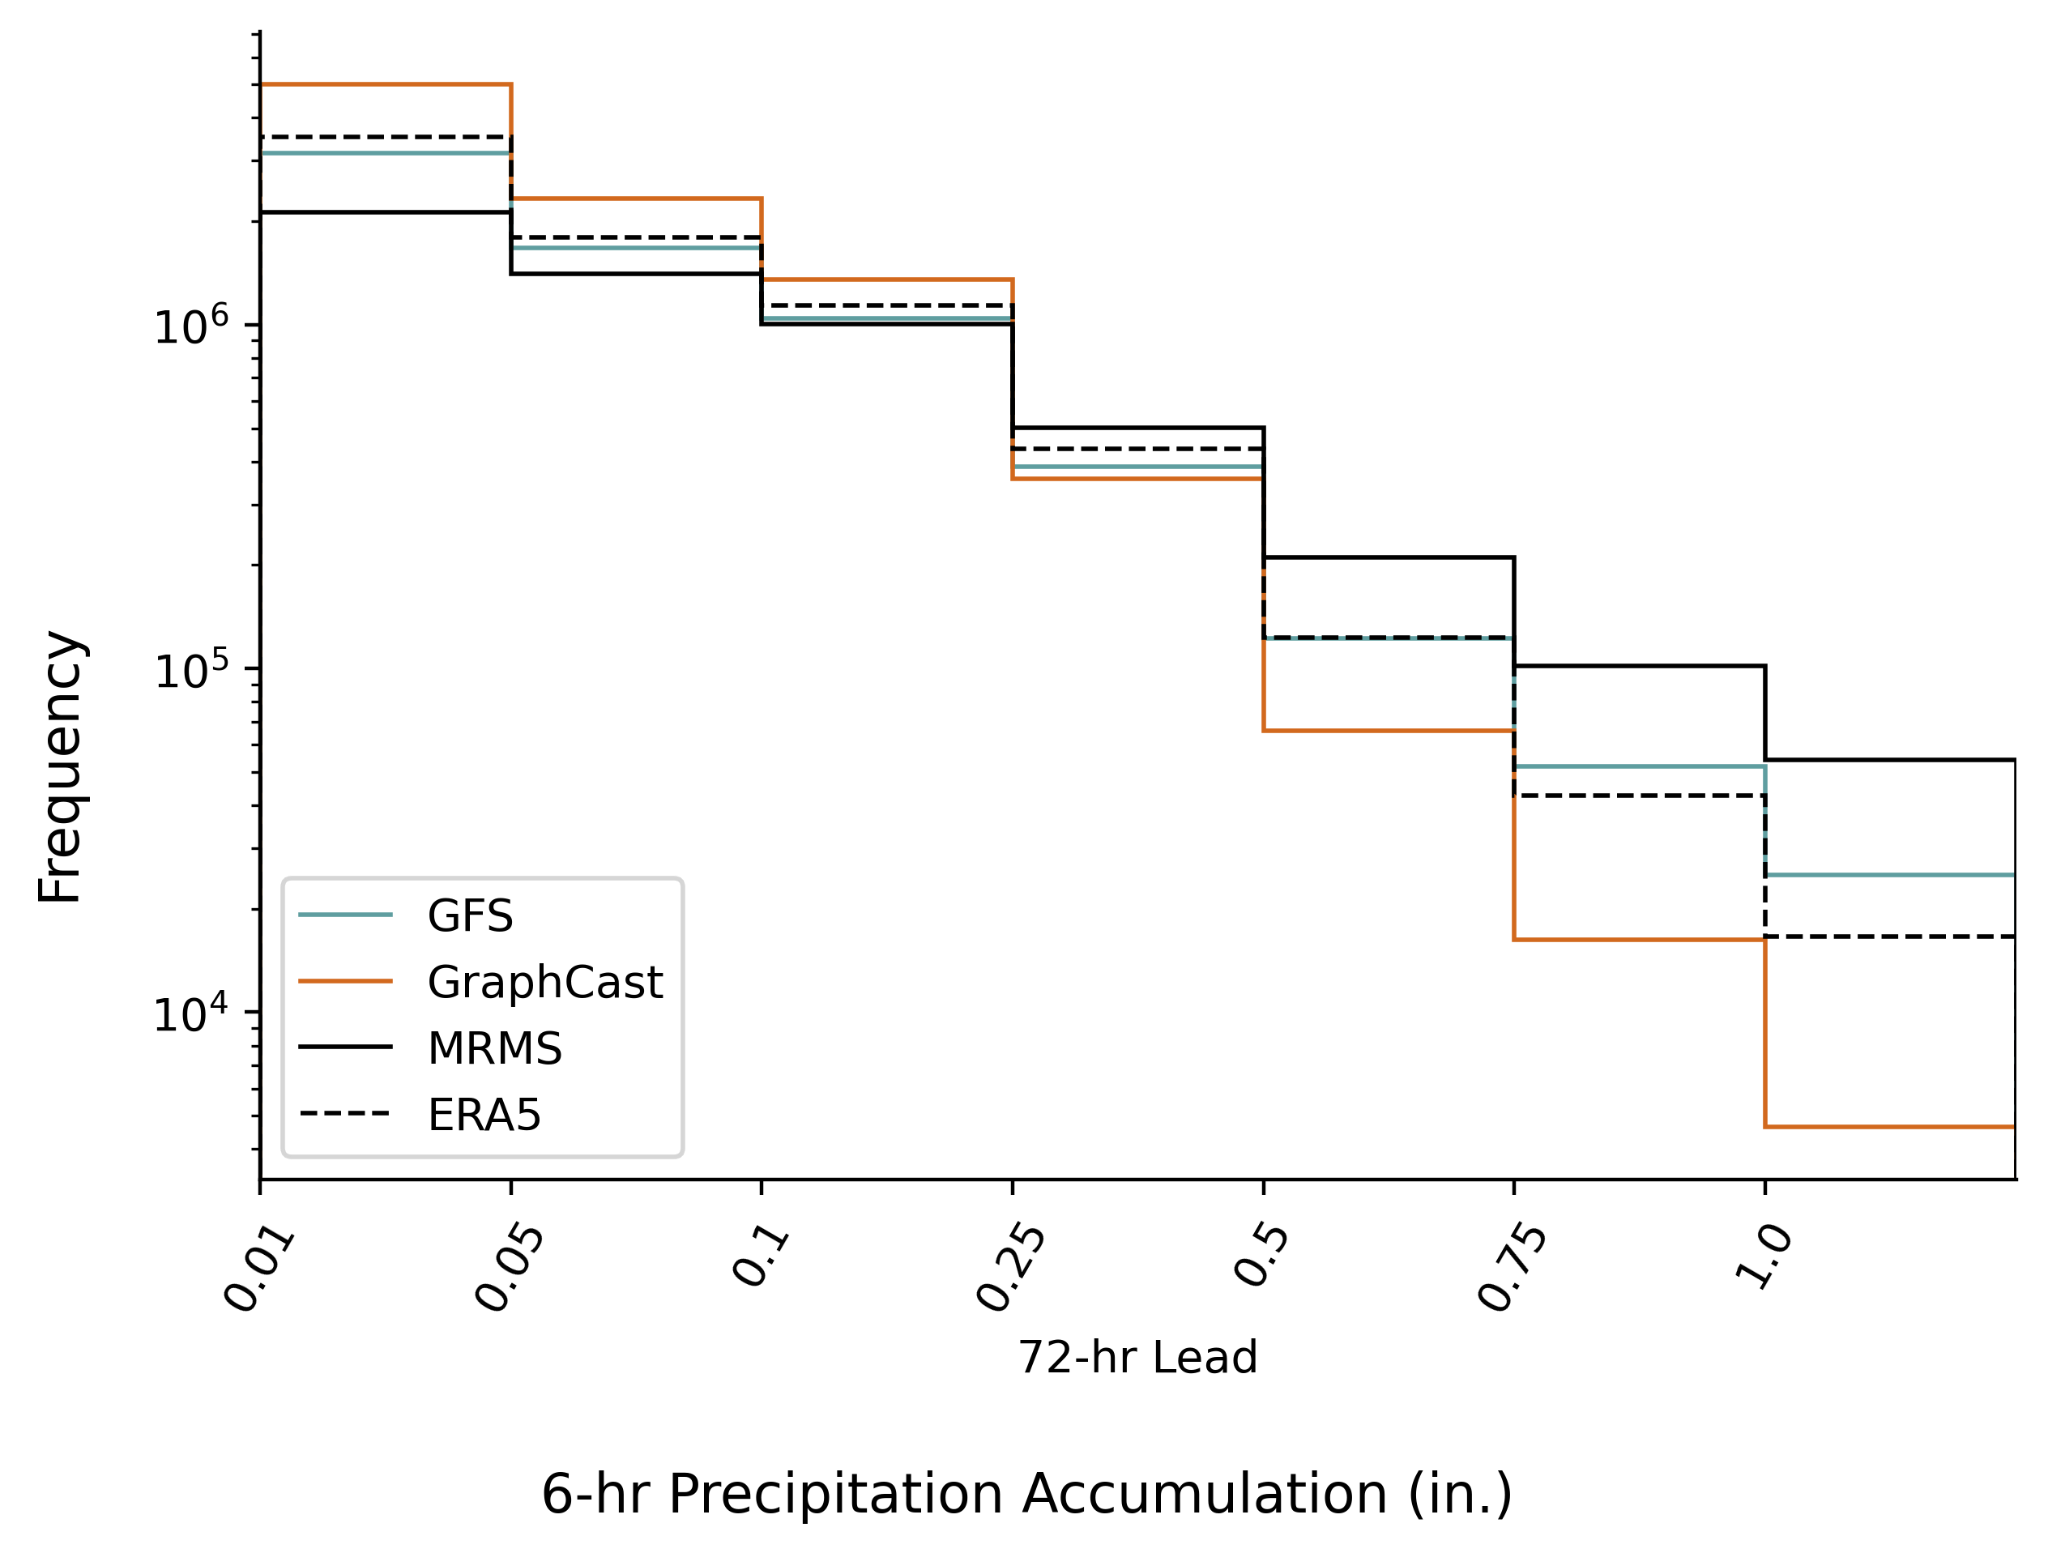 Frequency
10^6
10^5
10^4
GFS
GraphCast
MRMS
ERA5
0.01
0.05
0.1
0.25
0.5
0.75
1.0
72-hr Lead
6-hr Precipitation Accumulation (in.)